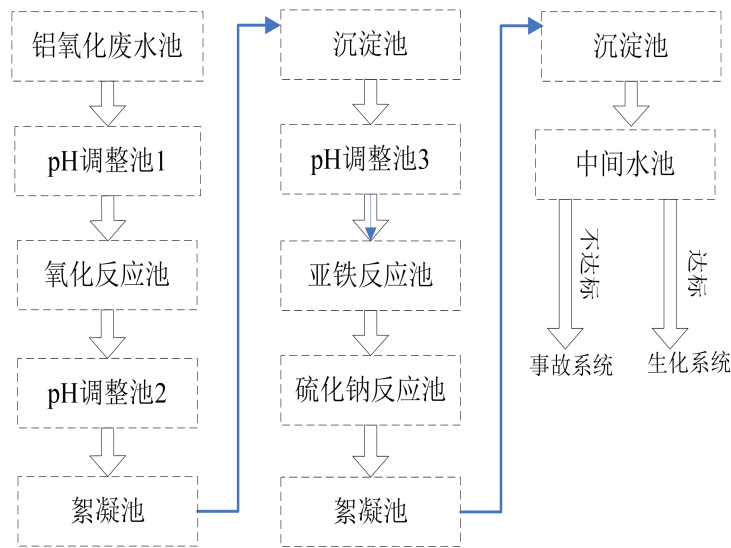 铝氧化废水池
pH调整池1
氧化反应池
pH调整池2
絮凝池
沉淀池
pH调整池3
亚铁反应池
硫化钠反应池
絮凝池
沉淀池
中间水池
不达标
达标
事故系统
生化系统